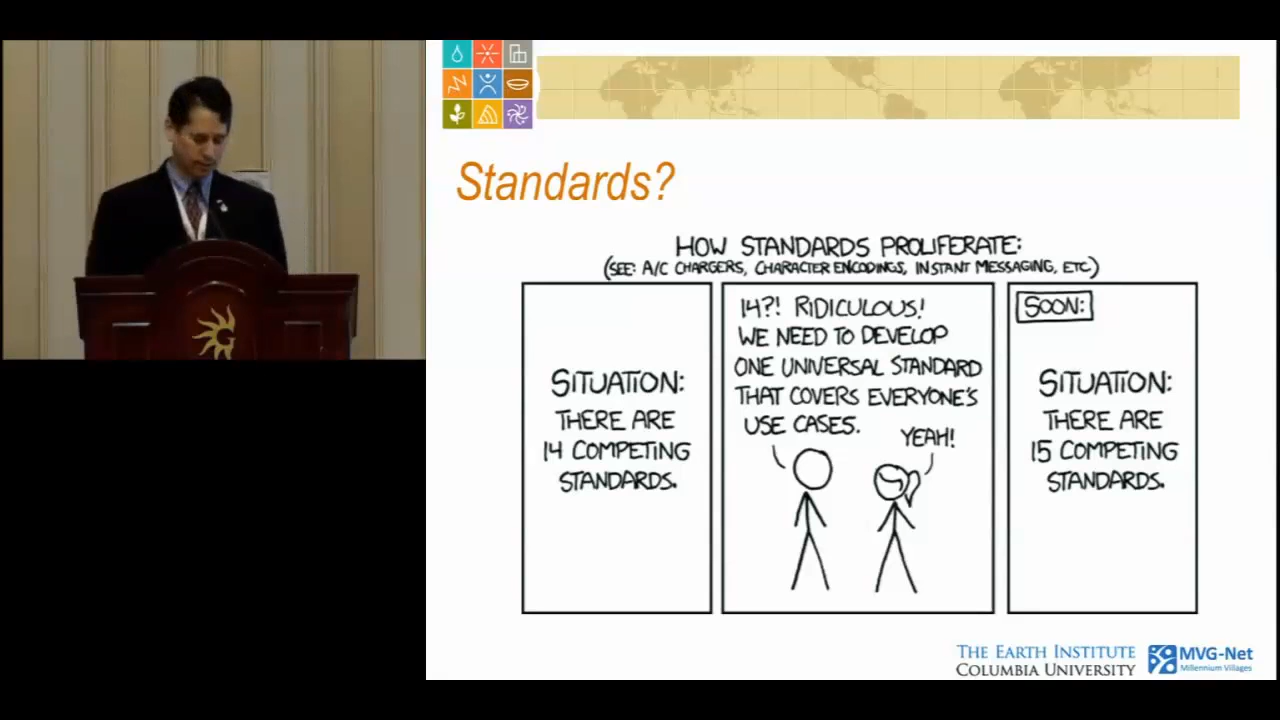 Standards?
HOW STANDARDS PROLIFERATE:
(SEE: A/C CHARGERS, CHARACTER ENCODINGS, INSTANT MESSAGING, ETC.)
SITUATION:
THERE ARE
14 COMPETING
STANDARDS.
14?! RIDICULOUS!
WE NEED TO DEVELOP
ONE UNIVERSAL STANDARD
THAT COVERS EVERYONE'S
USE CASES.
YEAH!
SOON:
SITUATION:
THERE ARE
15 COMPETING
STANDARDS.
THE EARTH INSTITUTE
COLUMBIA UNIVERSITY
MVG-Net
Millennium Villages
G